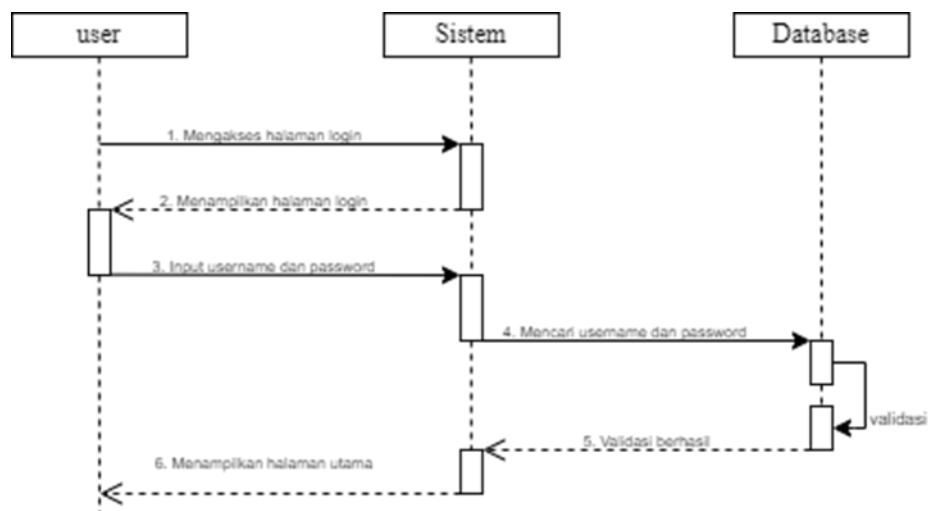 user
Sistem
Database
1. Mengakses halaman login
2. Menampilkan halaman login
3. Input username dan password
4. Mencari username dan password
validasi
5. Validasi berhasil
6. Menampilkan halaman utama